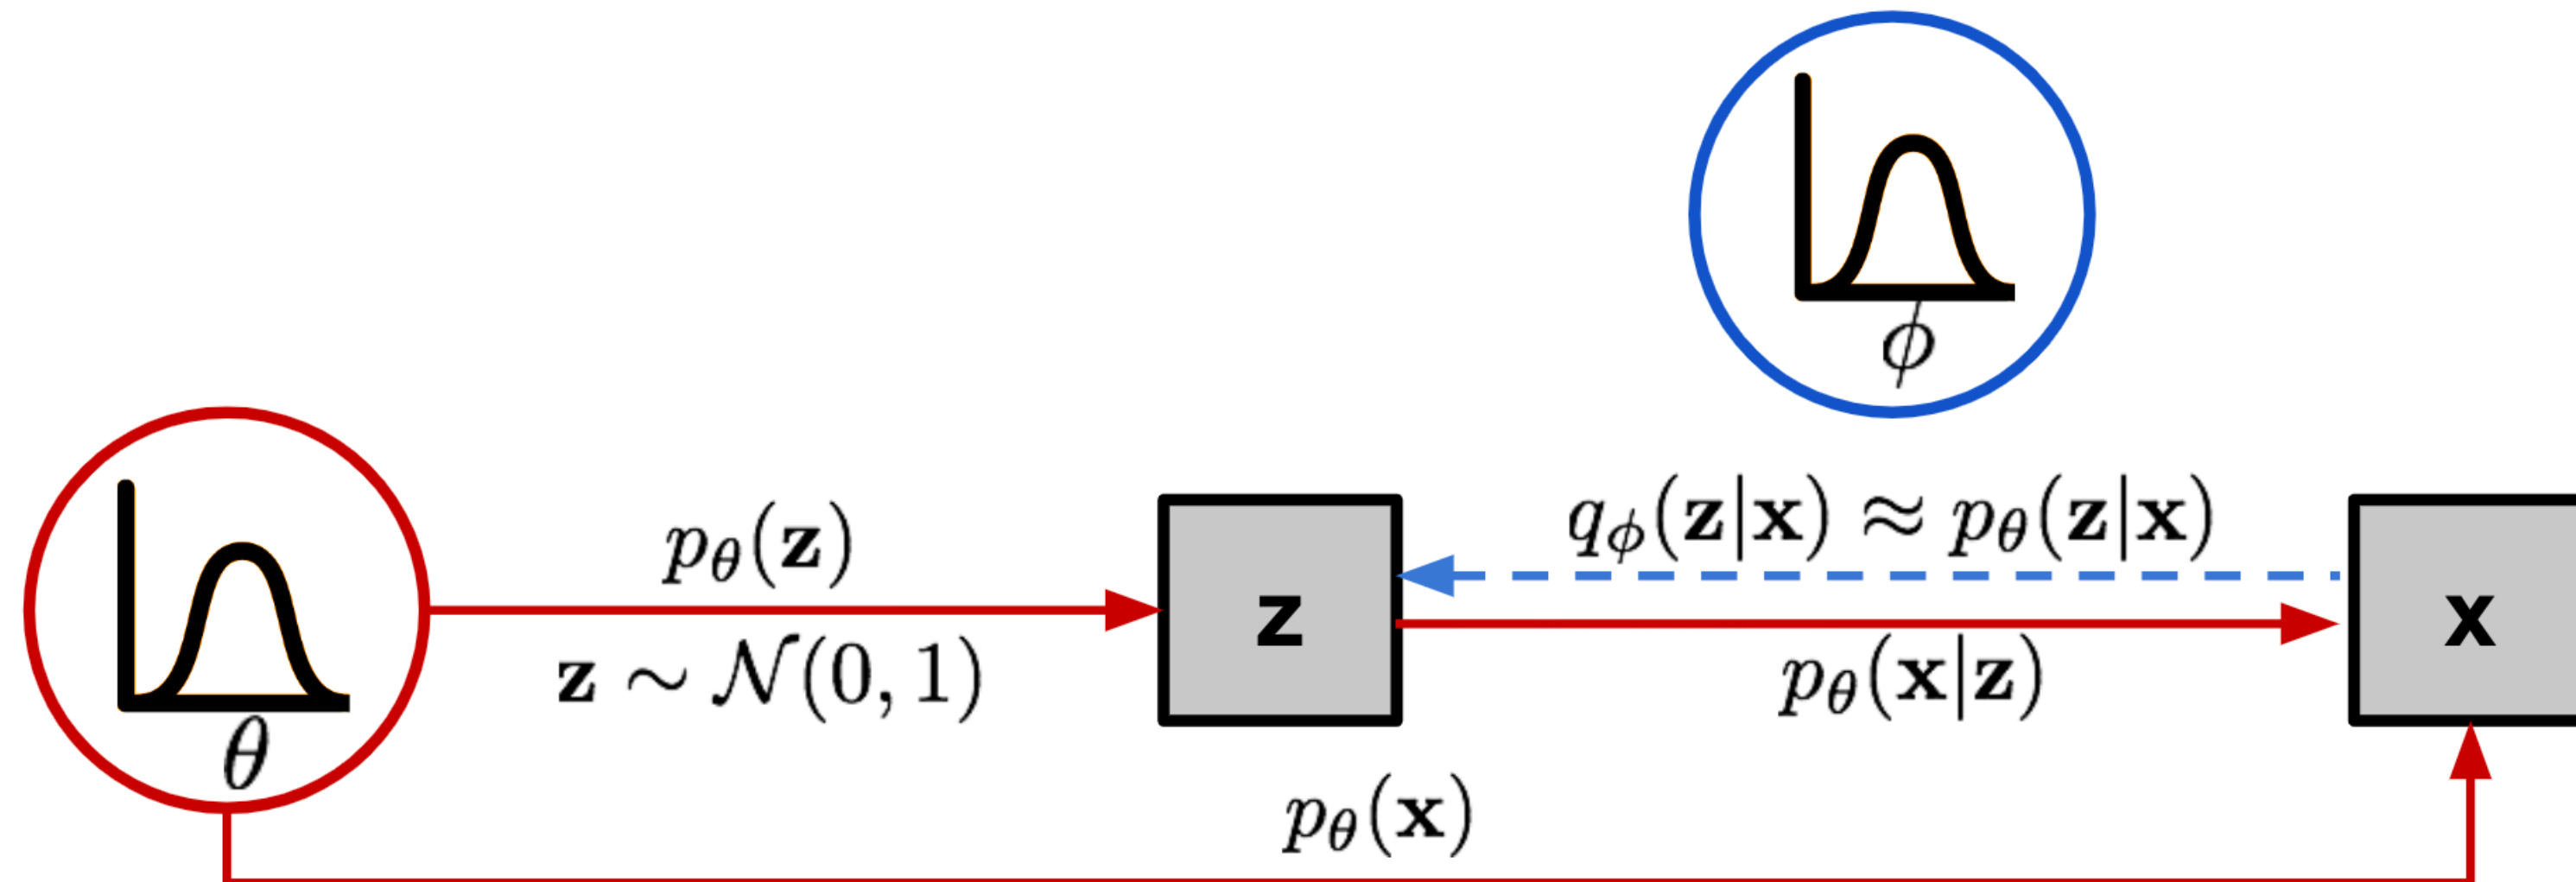 ϕ
q_ϕ(z|x) ≈ p_θ(z|x)
p_θ(z)
z
x
z ∼ 𝒩(0, 1)
p_θ(x|z)
θ
p_θ(x)